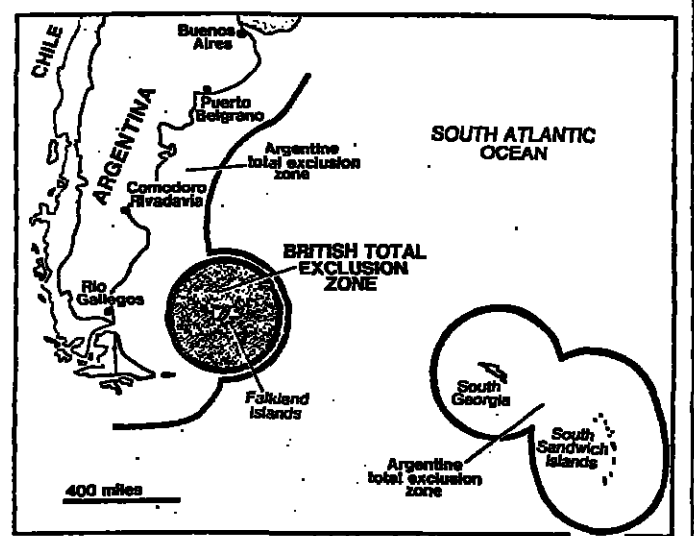 CHILE
Buenos
Aires
Puerto
Belgrano
ARGENTINA
Argentine
total exclusion
zone
SOUTH ATLANTIC
OCEAN
Comodoro
Rivadavia
BRITISH TOTAL
EXCLUSION
ZONE
Rio
Gallegos
Falkland
Islands
South
Georgia
South
Sandwich
Islands
Argentine
total exclusion
zone
400 miles